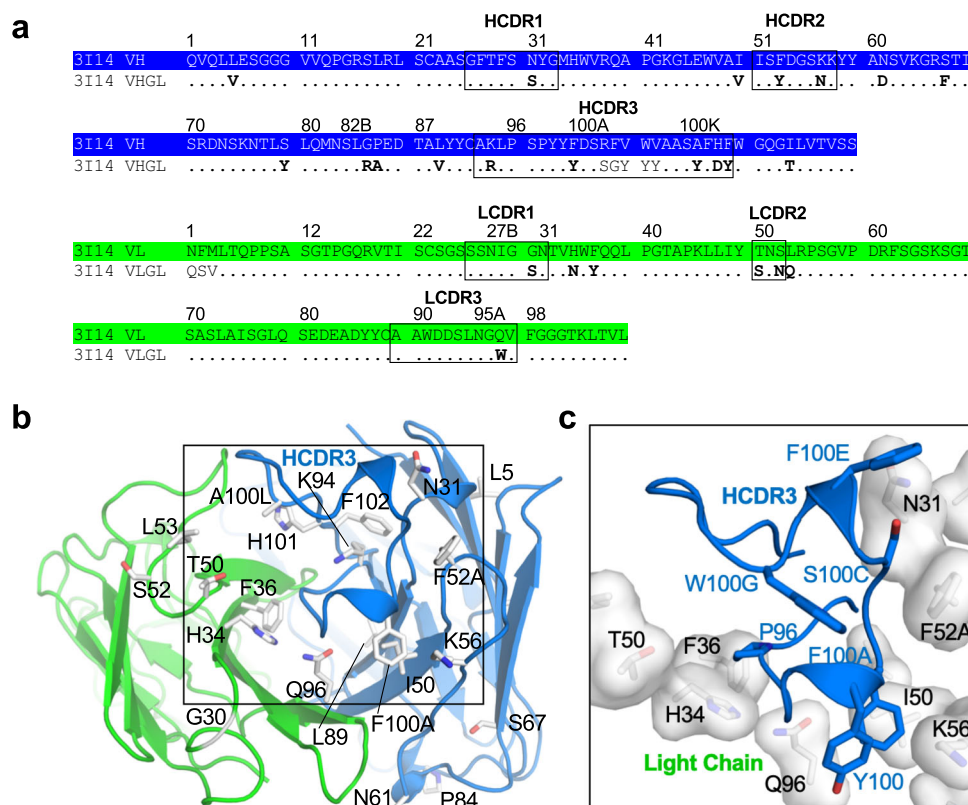 a
HCDR1 HCDR2
1 11 21 31 41 51 60
3I14 VH QVQLLESGGG VVQPGRSLRL SCAASGFTFS NYGMHWVRQA PGKGLEWVAI ISFDGSKKYY ANSVKGRSTI
3I14 VHGL ....V..... .......... .......... S......... .........V ..Y...N... .D.....F..
HCDR3
70 80 82B 87 96 100A 100K
3I14 VH SRDNSKNTLS LQMNSLGPED TALYYCAKLP SPYYFDSRFV WVAASAFHFW GQGILVTVSS
3I14 VHGL .........Y ......RA.. ..V....R.. ....Y..SGY YY...Y.DY. ...T......
LCDR1 LCDR2
1 12 22 27B 31 40 50 60
3I14 VL NFMLTQPPSA SGTPGQRVTI SCSGSSSNIG GNTVHWFQQL PGTAPKLLIY TNSLRPSGVP DRFSGSKSGT
3I14 VLGL QSV....... .......... .......... S...N.Y... .......... S.NQ...... ..........
LCDR3
70 80 90 95A 98
3I14 VL SASLAISGLQ SEDEADYYCA AWDDSLNGQV FGGGTKLTVL
3I14 VLGL .......... .......... ........W. ..........
b
HCDR3
K94
N31
L5
A100L
F102
L53
H101
T50
S52
F36
F52A
H34
K56
Q96
I50
G30
L89
F100A
S67
N61
P84
c
F100E
HCDR3
N31
W100G
S100C
T50
F36
P96
F52A
F100A
H34
I50
K56
Light Chain
Q96
Y100